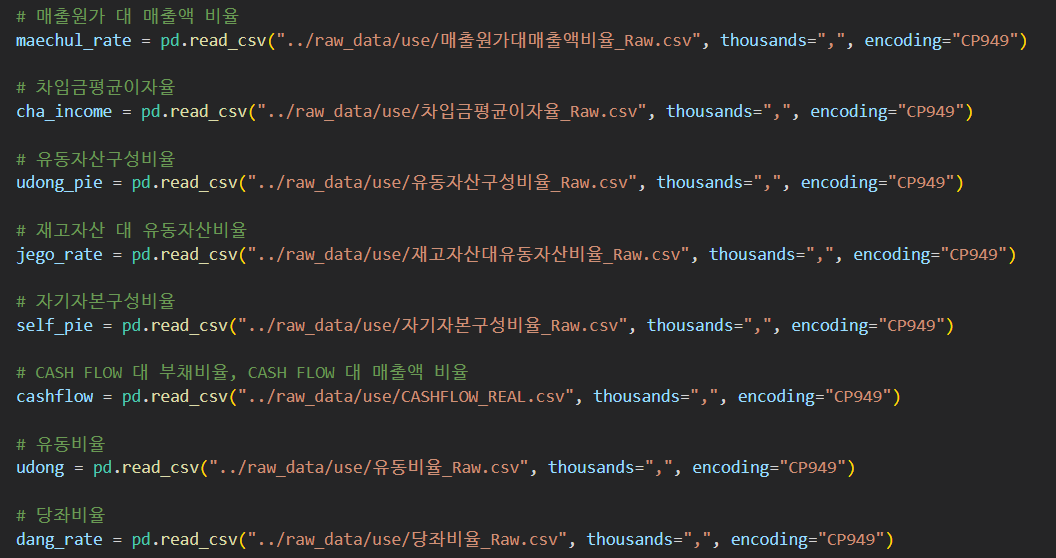 # 매출원가 대 매출액 비율
maechul_rate = pd.read_csv("../raw_data/use/매출원가대매출액비율_Raw.csv", thousands=",", encoding="CP949")
# 차입금평균이자율
cha_income = pd.read_csv("../raw_data/use/차입금평균이자율_Raw.csv", thousands=",", encoding="CP949")
# 유동자산구성비율
udong_pie = pd.read_csv("../raw_data/use/유동자산구성비율_Raw.csv", thousands=",", encoding="CP949")
# 재고자산 대 유동자산비율
jego_rate = pd.read_csv("../raw_data/use/재고자산대유동자산비율_Raw.csv", thousands=",", encoding="CP949")
# 자기자본구성비율
self_pie = pd.read_csv("../raw_data/use/자기자본구성비율_Raw.csv", thousands=",", encoding="CP949")
# CASH FLOW 대 부채비율, CASH FLOW 대 매출액 비율
cashflow = pd.read_csv("../raw_data/use/CASHFLOW_REAL.csv", thousands=",", encoding="CP949")
# 유동비율
udong = pd.read_csv("../raw_data/use/유동비율_Raw.csv", thousands=",", encoding="CP949")
# 당좌비율
dang_rate = pd.read_csv("../raw_data/use/당좌비율_Raw.csv", thousands=",", encoding="CP949")